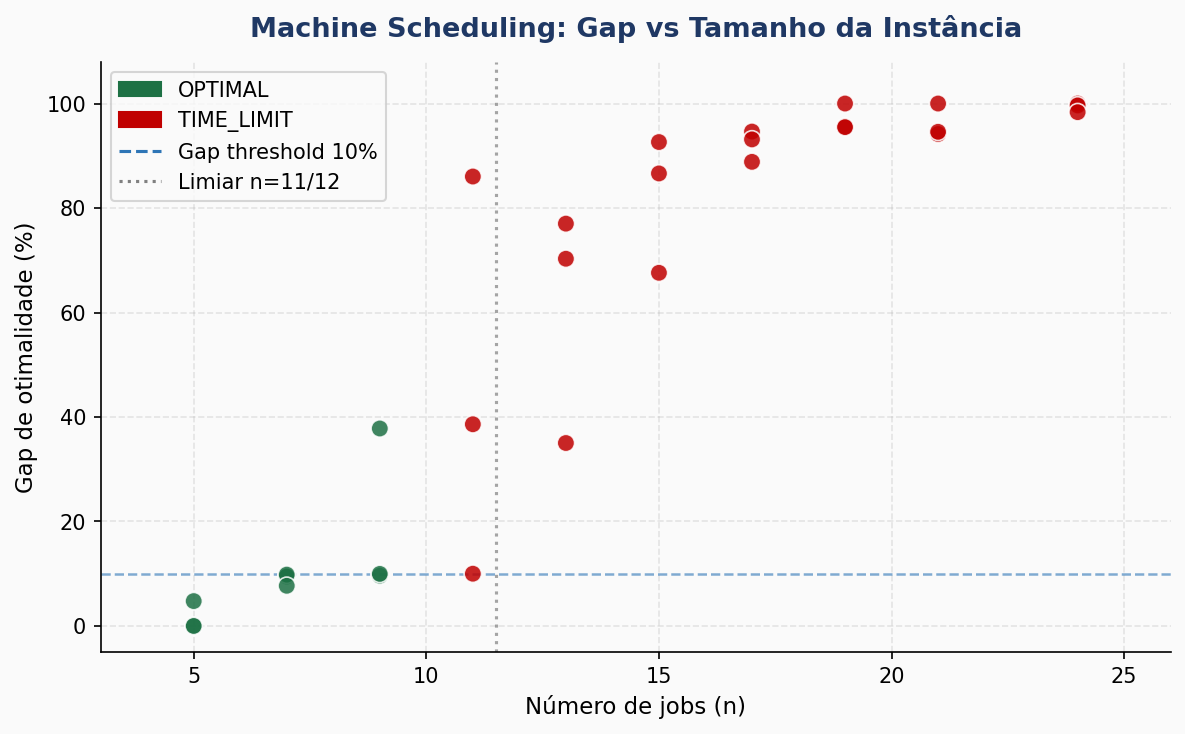 Machine Scheduling: Gap vs Tamanho da Instância
OPTIMAL
TIME_LIMIT
Gap threshold 10%
Limiar n=11/12
Gap de otimalidade (%)
100
80
60
40
20
0
5
10
15
20
25
Número de jobs (n)